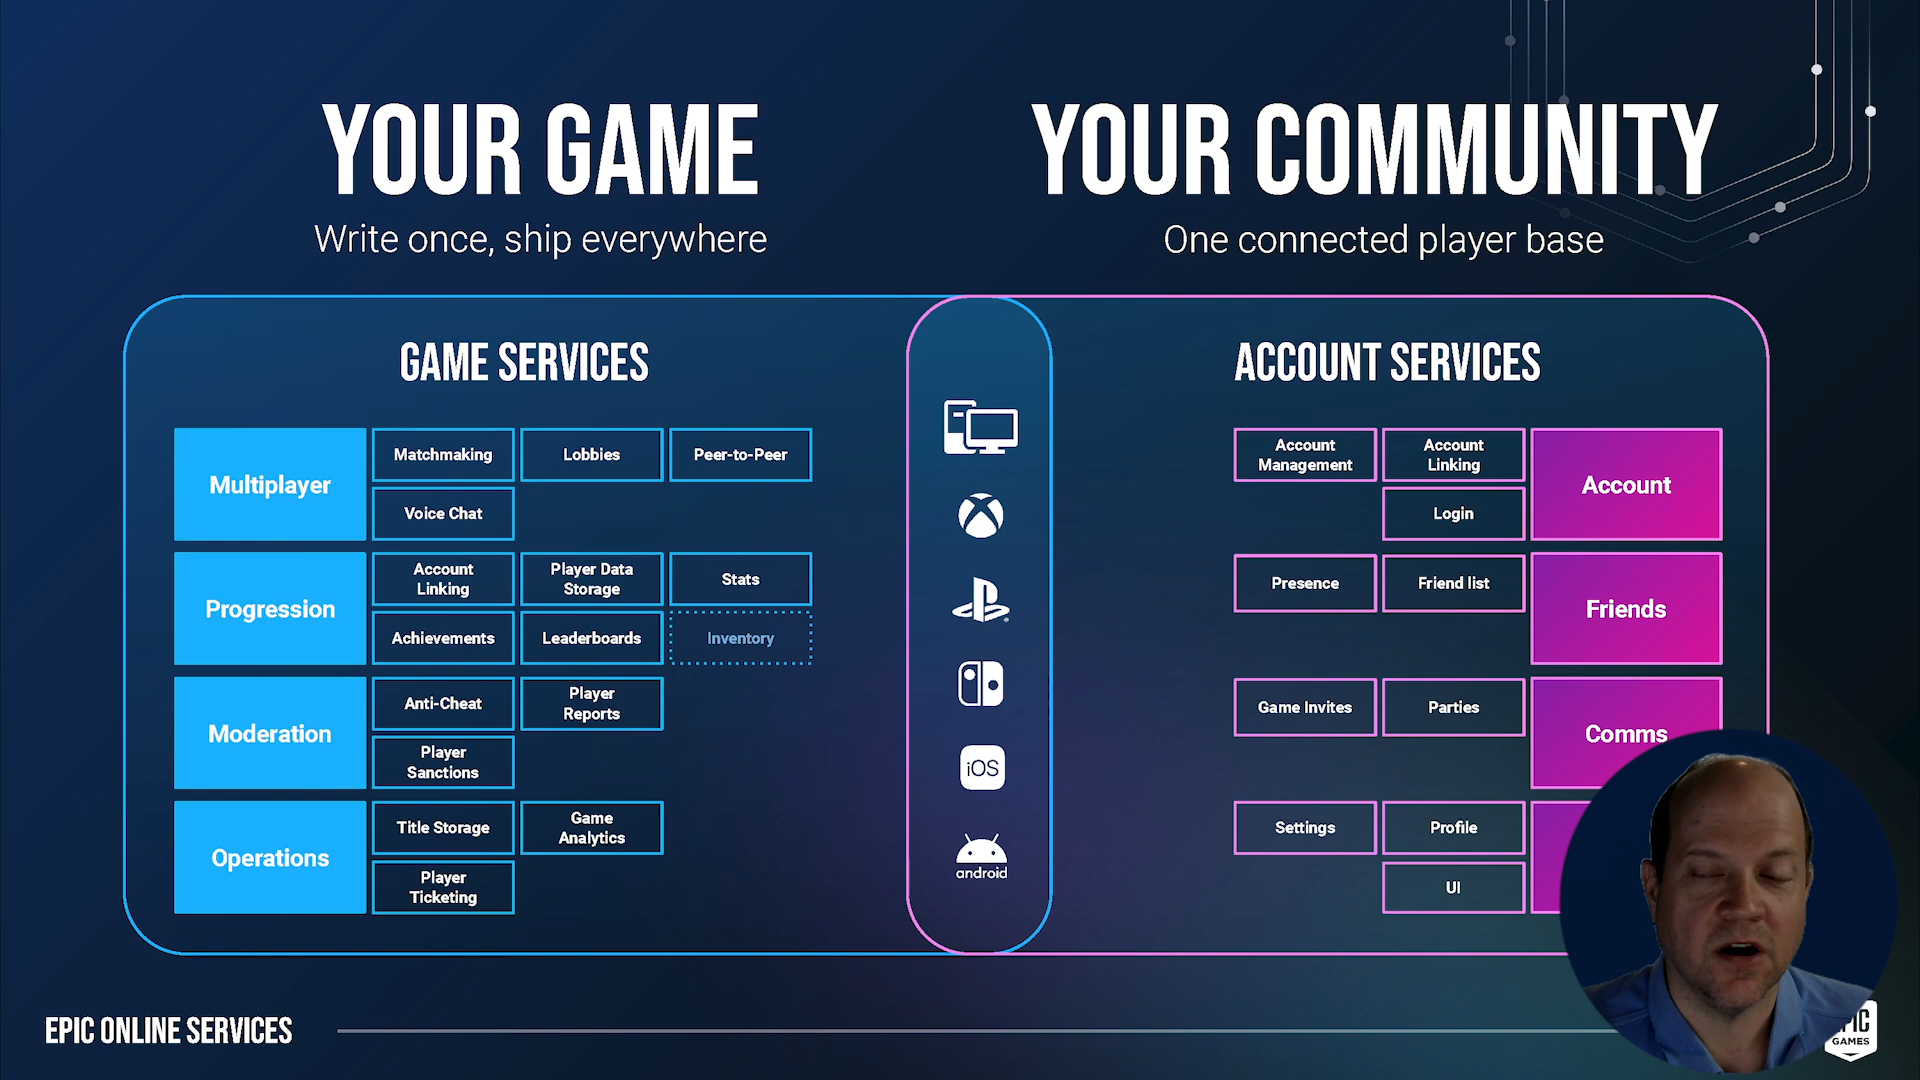 YOUR GAME
Write once, ship everywhere
YOUR COMMUNITY
One connected player base
GAME SERVICES
Multiplayer
Matchmaking
Lobbies
Peer-to-Peer
Voice Chat
Progression
Account
Linking
Player Data
Storage
Stats
Achievements
Leaderboards
Inventory
Moderation
Anti-Cheat
Player
Reports
Player
Sanctions
Operations
Title Storage
Game
Analytics
Player
Ticketing
iOS
android
ACCOUNT SERVICES
Account
Management
Account
Linking
Account
Login
Presence
Friend list
Friends
Game Invites
Parties
Comms
Settings
Profile
UI
EPIC ONLINE SERVICES
GAMES